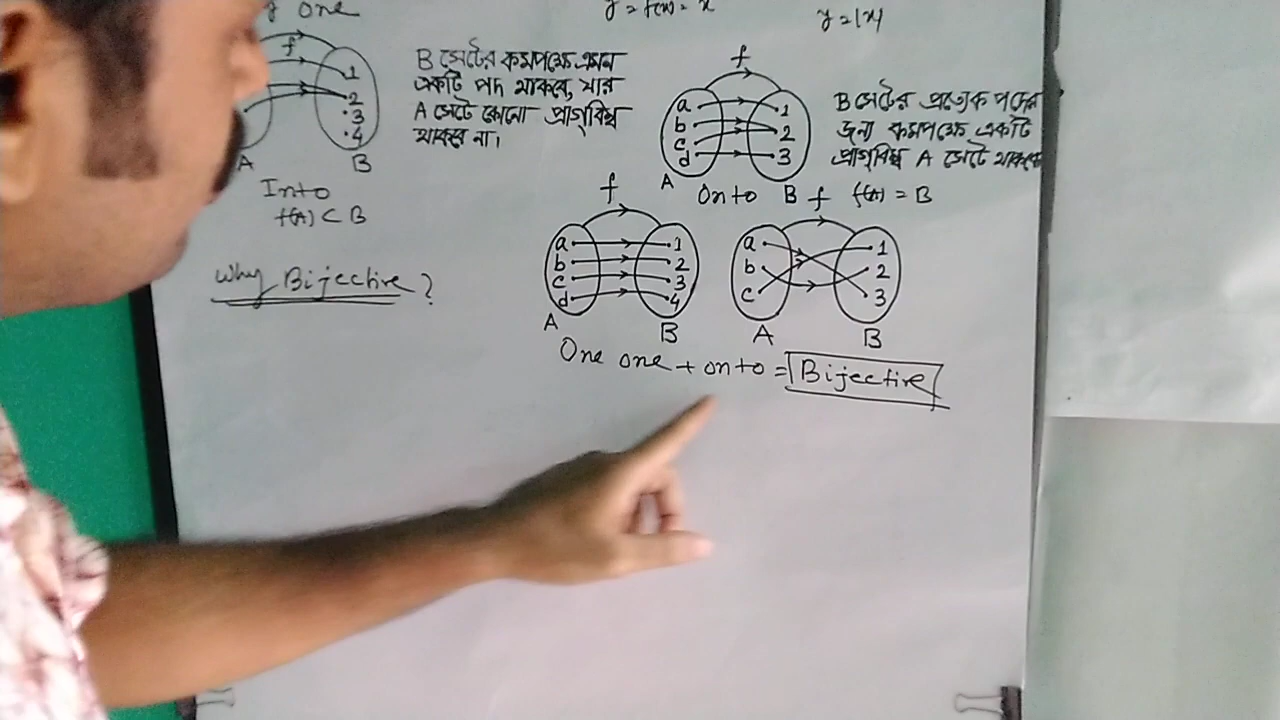 one
y = f(x) = x
y = |x|
f
1
2
3
4
A
B
Into
f(A) ⊂ B
B সেটের কমপক্ষে এমন
একটি পদ থাকবে, যার
A সেটে কোনো প্রাগ্‌বিম্ব
থাকবে না।
f
a
b
c
d
1
2
3
A
Onto
B
f(A) = B
B সেটের প্রত্যেক পদের
জন্য কমপক্ষে একটি
প্রাগ্‌বিম্ব A সেটে থাকবে
Why Bijective?
f
a
b
c
d
1
2
3
4
A
B
f
a
b
c
1
2
3
A
B
One one + onto = Bijective